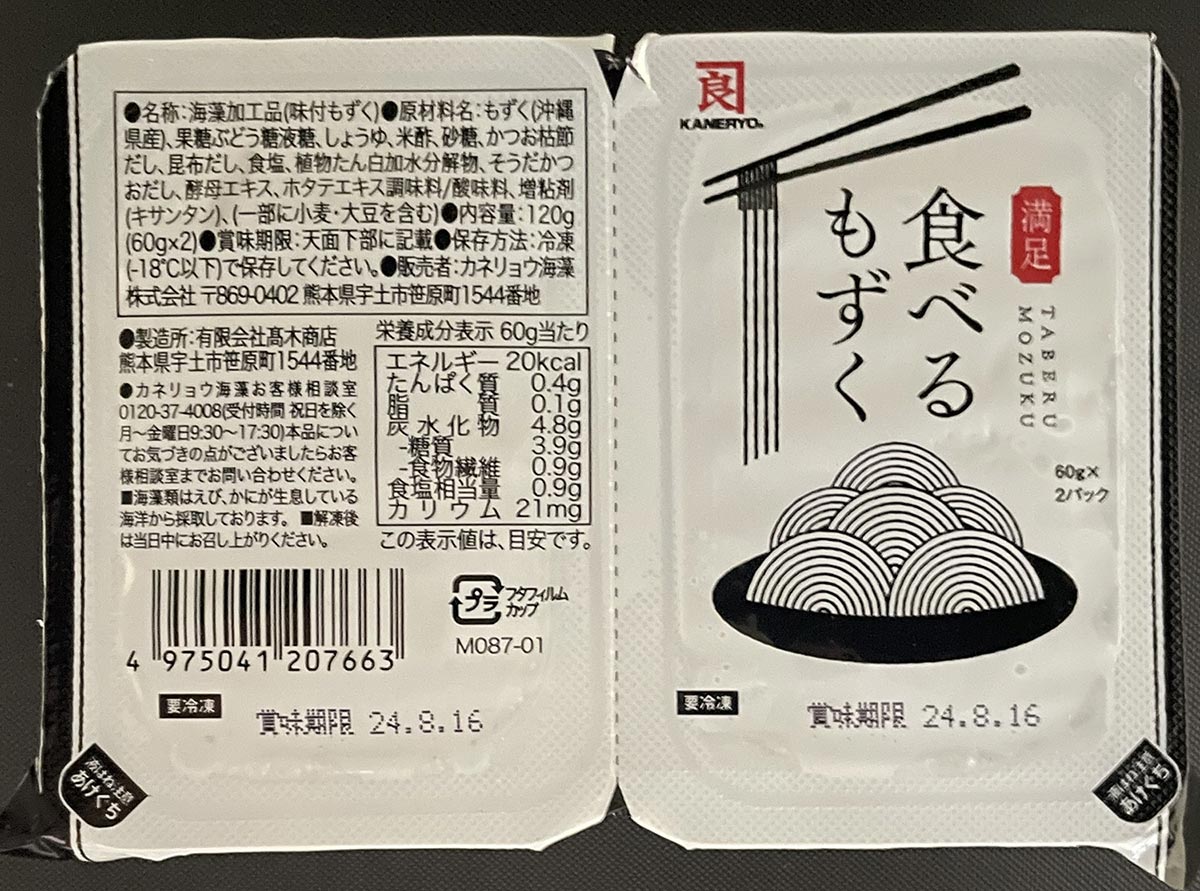 ●名称：海藻加工品(味付もずく)●原材料名：もずく(沖縄
県産)、果糖ぶどう糖液糖、しょうゆ、米酢、砂糖、かつお枯節
だし、昆布だし、食塩、植物たん白加水分解物、そうだかつ
おだし、酵母エキス、ホタテエキス調味料/酸味料、増粘剤
(キサンタン)、(一部に小麦・大豆を含む)●内容量：120g
(60g×2)●賞味期限：天面下部に記載●保存方法：冷凍
(-18℃以下)で保存してください。●販売者：カネリョウ海藻
株式会社 〒869-0402 熊本県宇土市笹原町1544番地
●製造所：有限会社髙木商店
熊本県宇土市笹原町1544番地
●カネリョウ海藻お客様相談室
0120-37-4008(受付時間 祝日を除く
月～金曜日9:30～17:30)本品につい
てお気づきの点がございましたらお客
様相談室までお問い合わせください。
■海藻類はえび、かにが生息している
海洋から採取しております。 ■解凍後
は当日中にお召し上がりください。
栄養成分表示 60g当たり
エネルギー 20kcal
たんぱく質 0.4g
脂質 0.1g
炭水化物 4.8g
-糖質 3.9g
-食物繊維 0.9g
食塩相当量 0.9g
カリウム 21mg
この表示値は、目安です。
4 975041 207663
プラ
フタフィルム
カップ
M087-01
要冷凍
賞味期限 24.8.16
液はね注意
あけくち
良
KANERYO
満足
食べる
もずく
TABERU
MOZUKU
60g×
2パック
要冷凍
賞味期限 24.8.16
液はね注意
あけくち